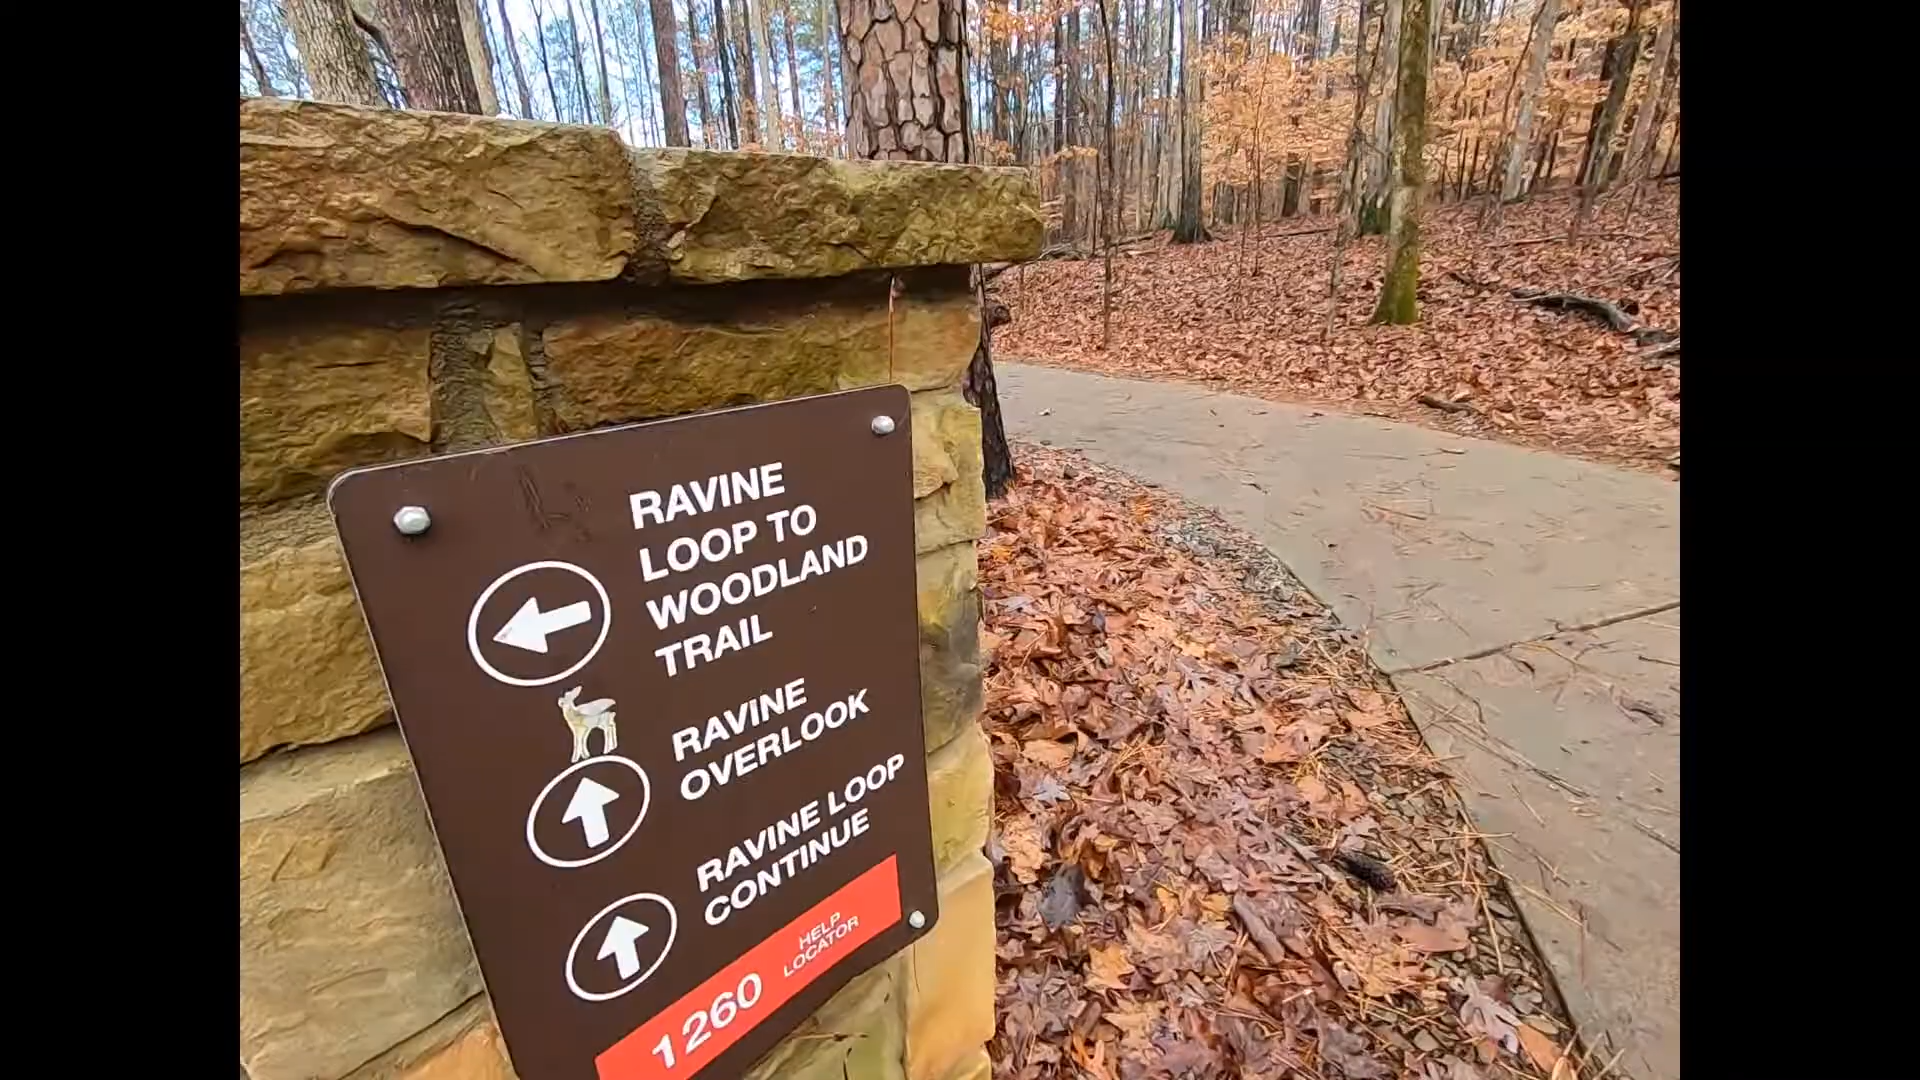 RAVINE
LOOP TO
WOODLAND
TRAIL
RAVINE
OVERLOOK
RAVINE LOOP
CONTINUE
1260
HELP
LOCATOR